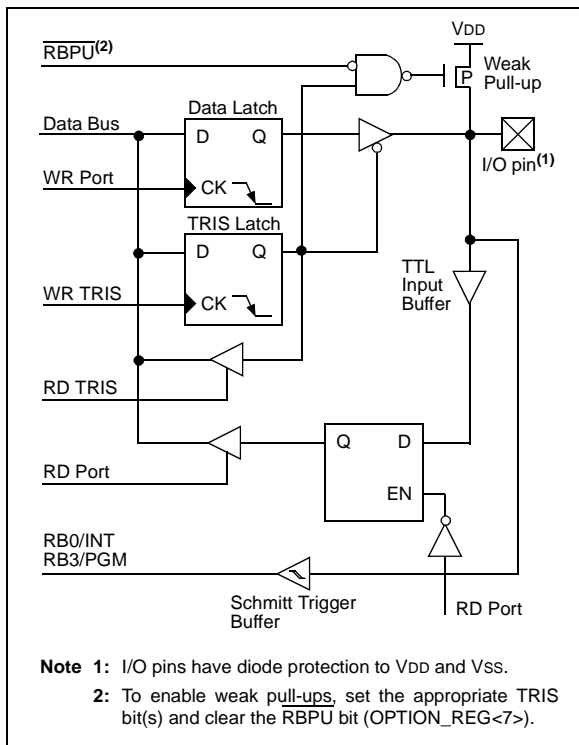 VDD
RBPU(2)
Weak
Pull-up
P
Data Latch
Data Bus
D Q
I/O pin(1)
WR Port
CK
TRIS Latch
D Q
TTL
Input
Buffer
WR TRIS
CK
RD TRIS
Q D
RD Port
EN
RB0/INT
RB3/PGM
Schmitt Trigger
Buffer
RD Port
Note 1: I/O pins have diode protection to VDD and VSS.
2: To enable weak pull-ups, set the appropriate TRIS
bit(s) and clear the RBPU bit (OPTION_REG<7>).